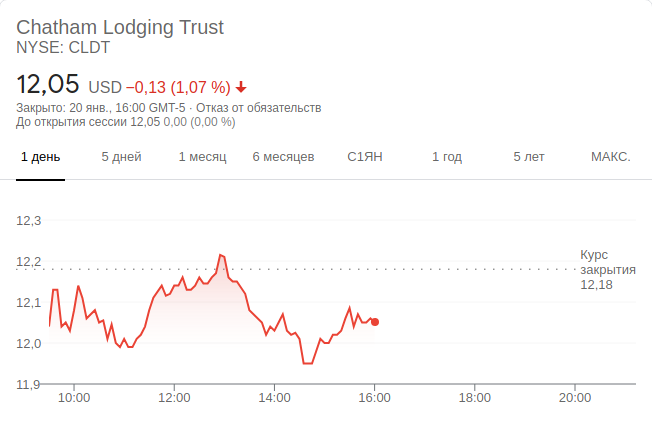 Chatham Lodging Trust
NYSE: CLDT
12,05 USD −0,13 (1,07 %)
Закрыто: 20 янв., 16:00 GMT-5 · Отказ от обязательств
До открытия сессии 12,05 0,00 (0,00 %)
1 день 5 дней 1 месяц 6 месяцев С1ЯН 1 год 5 лет МАКС.
12,3
12,2
12,1
12,0
11,9
Курс
закрытия
12,18
10:00 12:00 14:00 16:00 18:00 20:00